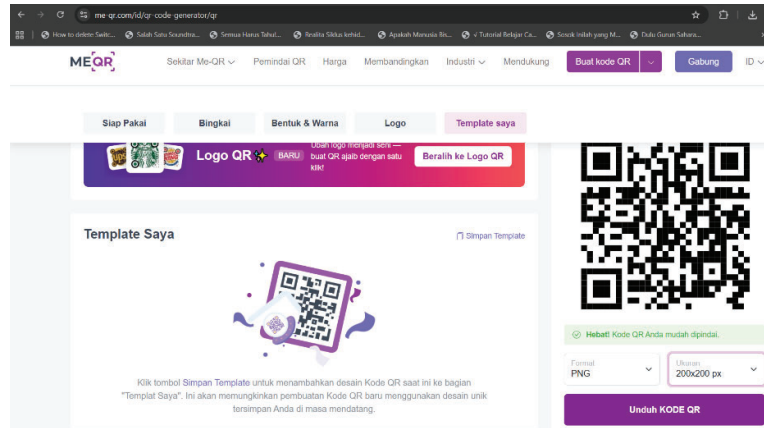 me-qr.com/id/qr-code-generator/qr
How to delete Switc... Salah Satu Soundtra... Semua Harus Tahu!... Realita Siklus kehid... Apakah Manusia Bis... √ Tutorial Belajar Ca... Sosok Inilah yang M... Dulu Gurun Sahara...
MEQR Sekitar Me-QR Pemindai QR Harga Membandingkan Industri Mendukung Buat kode QR Gabung ID
Siap Pakai Bingkai Bentuk & Warna Logo Template saya
Logo QR BARU
Ubah logo menjadi seni —
buat QR ajaib dengan satu
klik!
Beralih ke Logo QR
Template Saya
Simpan Template
Klik tombol Simpan Template untuk menambahkan desain Kode QR saat ini ke bagian
"Templat Saya". Ini akan memungkinkan pembuatan Kode QR baru menggunakan desain unik
tersimpan Anda di masa mendatang.
Hebat! Kode QR Anda mudah dipindai.
Format
PNG
Ukuran
200x200 px
Unduh KODE QR